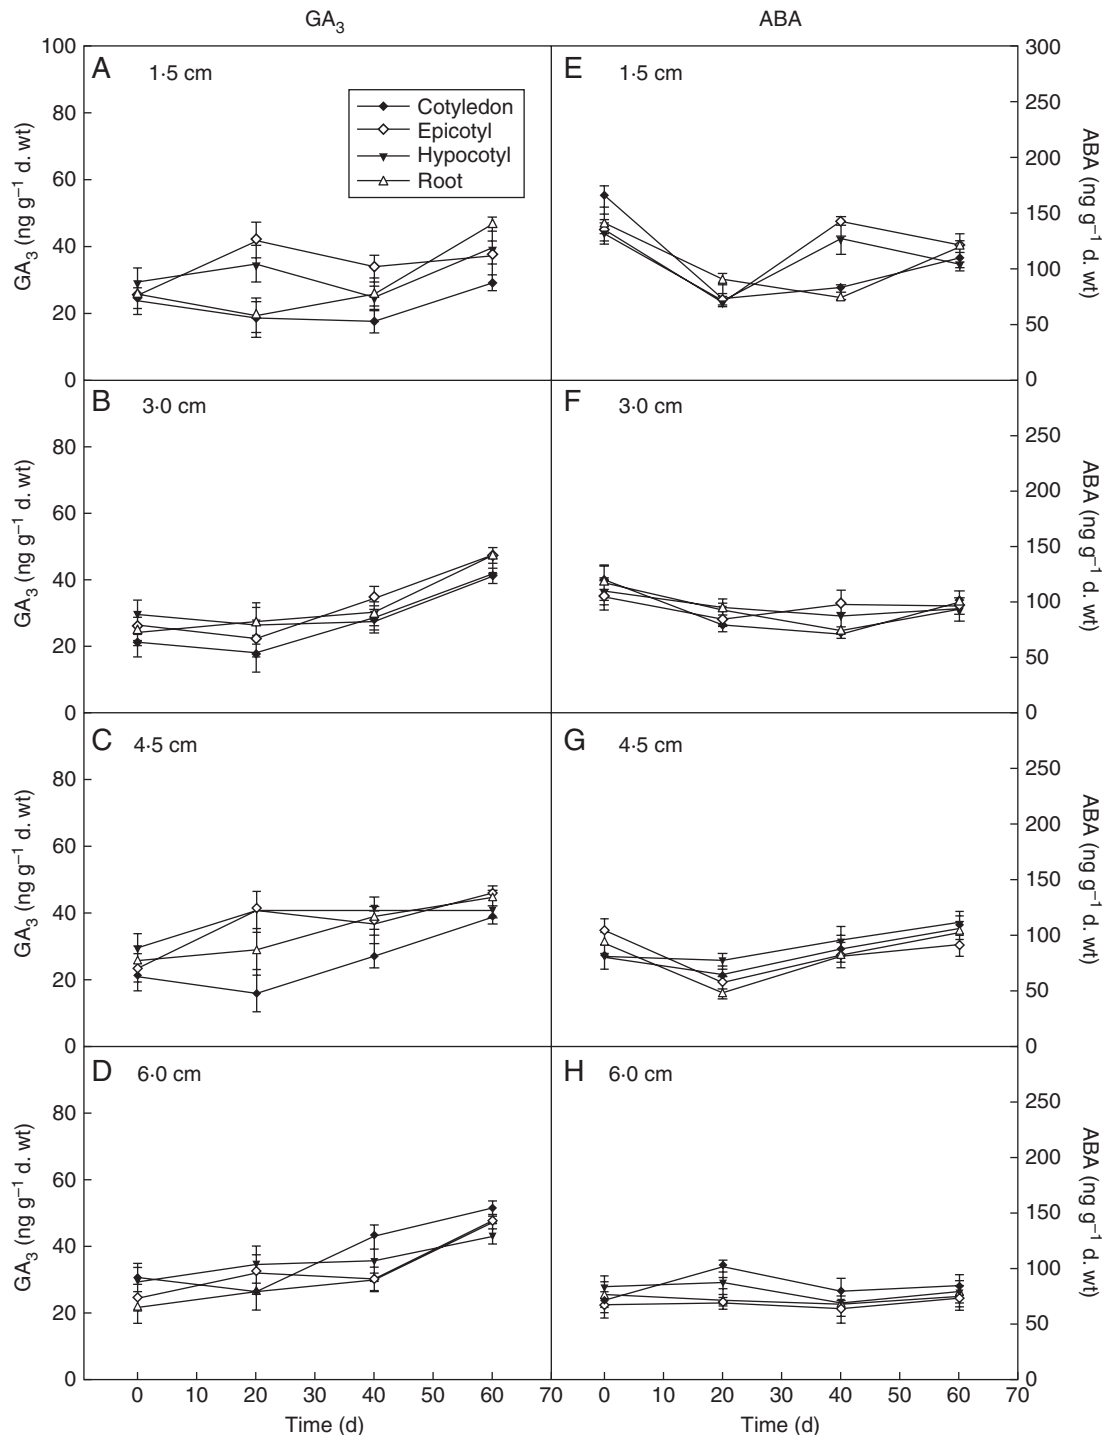 GA3 ABA
A 1·5 cm
Cotyledon
Epicotyl
Hypocotyl
Root
100
80
60
40
20
0
GA3 (ng g−1 d. wt)
E 1·5 cm
300
250
200
150
100
50
0
ABA (ng g−1 d. wt)
B 3·0 cm
80
60
40
20
0
GA3 (ng g−1 d. wt)
F 3·0 cm
250
200
150
100
50
0
ABA (ng g−1 d. wt)
C 4·5 cm
80
60
40
20
0
GA3 (ng g−1 d. wt)
G 4·5 cm
250
200
150
100
50
0
ABA (ng g−1 d. wt)
D 6·0 cm
80
60
40
20
0
GA3 (ng g−1 d. wt)
H 6·0 cm
250
200
150
100
50
0
ABA (ng g−1 d. wt)
0 10 20 30 40 50 60 70 0 10 20 30 40 50 60 70
Time (d) Time (d)